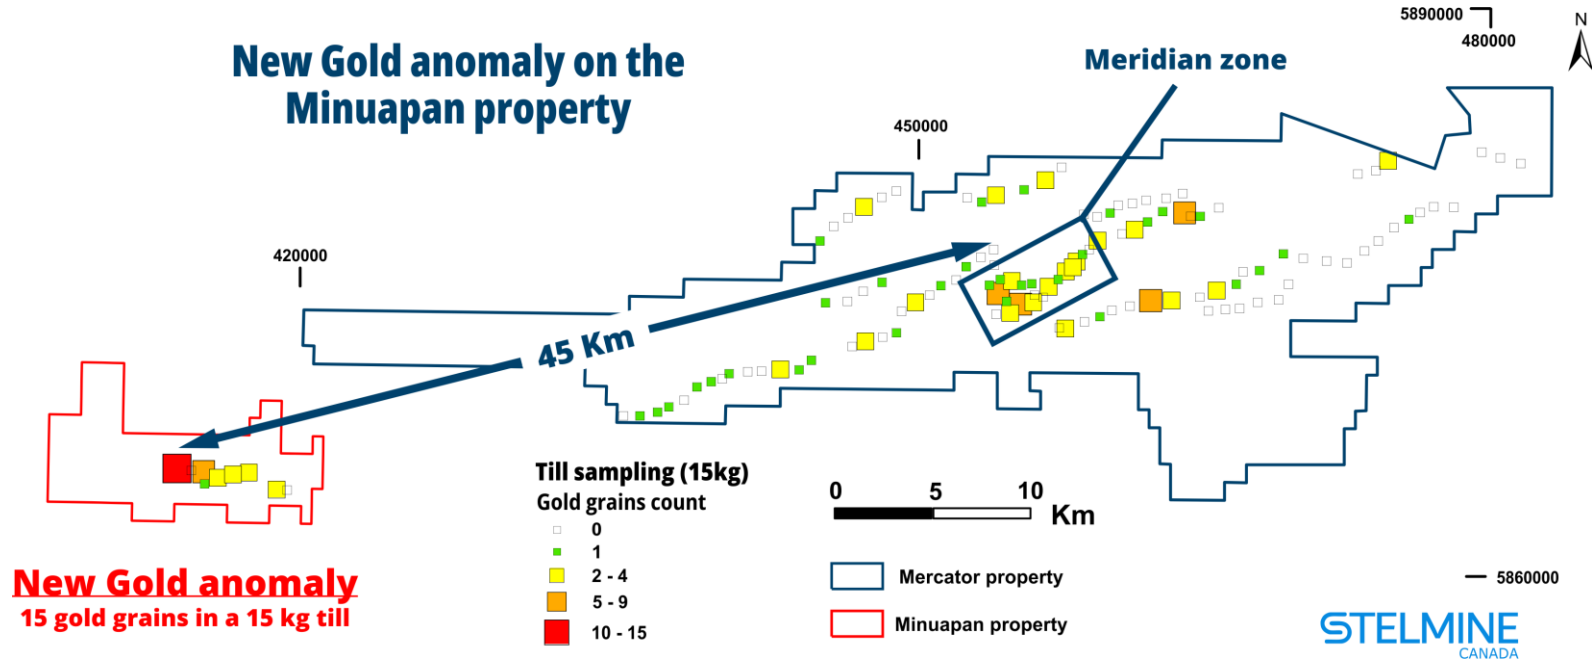 5890000
480000
N
New Gold anomaly on the
Minuapan property
Meridian zone
450000
420000
45 Km
Till sampling (15kg)
Gold grains count
0
1
2 - 4
5 - 9
10 - 15
0 5 10
Km
Mercator property
Minuapan property
5860000
New Gold anomaly
15 gold grains in a 15 kg till
STELMINE
CANADA